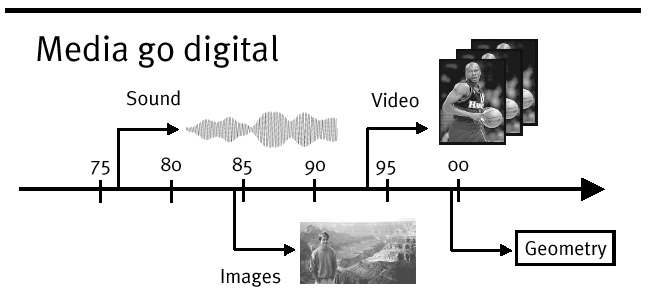 Media go digital
Sound
Video
75 80 85 90 95 00
Images
Geometry